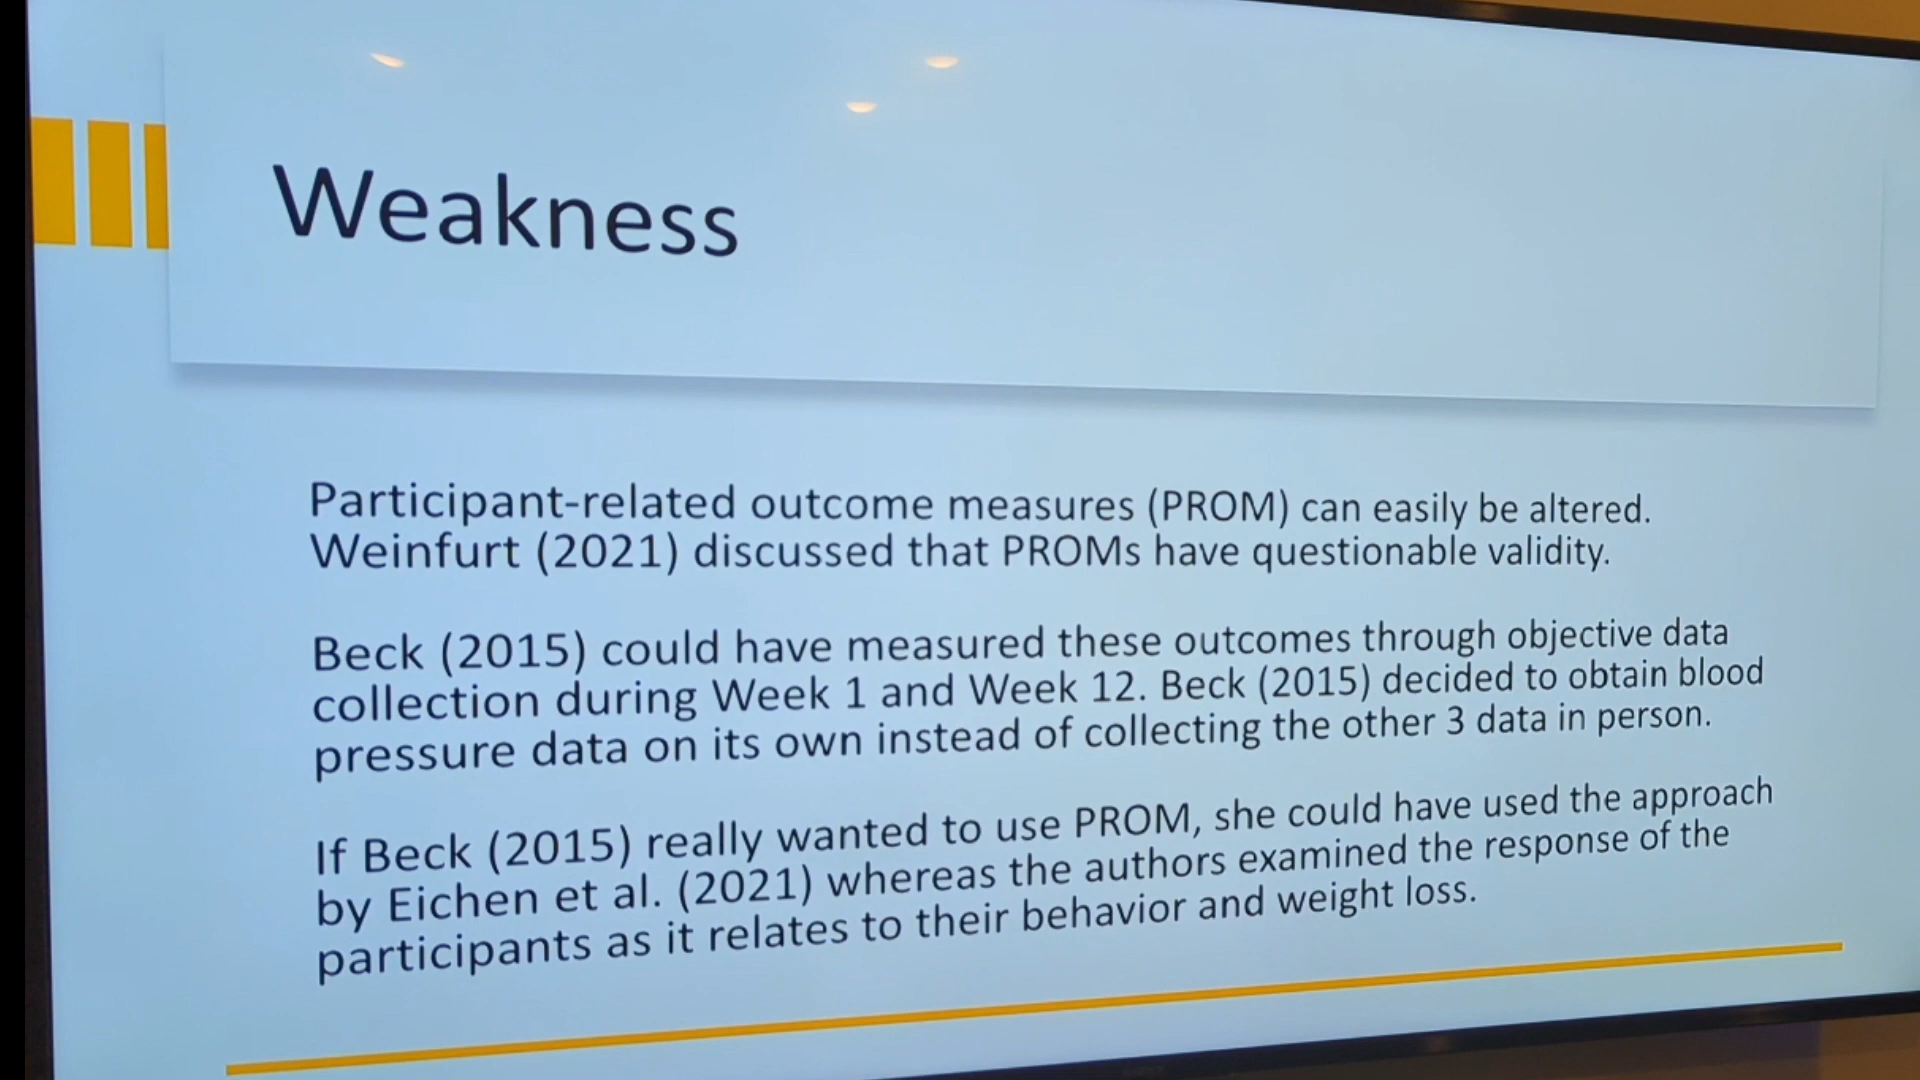 Weakness
Participant-related outcome measures (PROM) can easily be altered.
Weinfurt (2021) discussed that PROMs have questionable validity.
Beck (2015) could have measured these outcomes through objective data
collection during Week 1 and Week 12. Beck (2015) decided to obtain blood
pressure data on its own instead of collecting the other 3 data in person.
If Beck (2015) really wanted to use PROM, she could have used the approach
by Eichen et al. (2021) whereas the authors examined the response of the
participants as it relates to their behavior and weight loss.